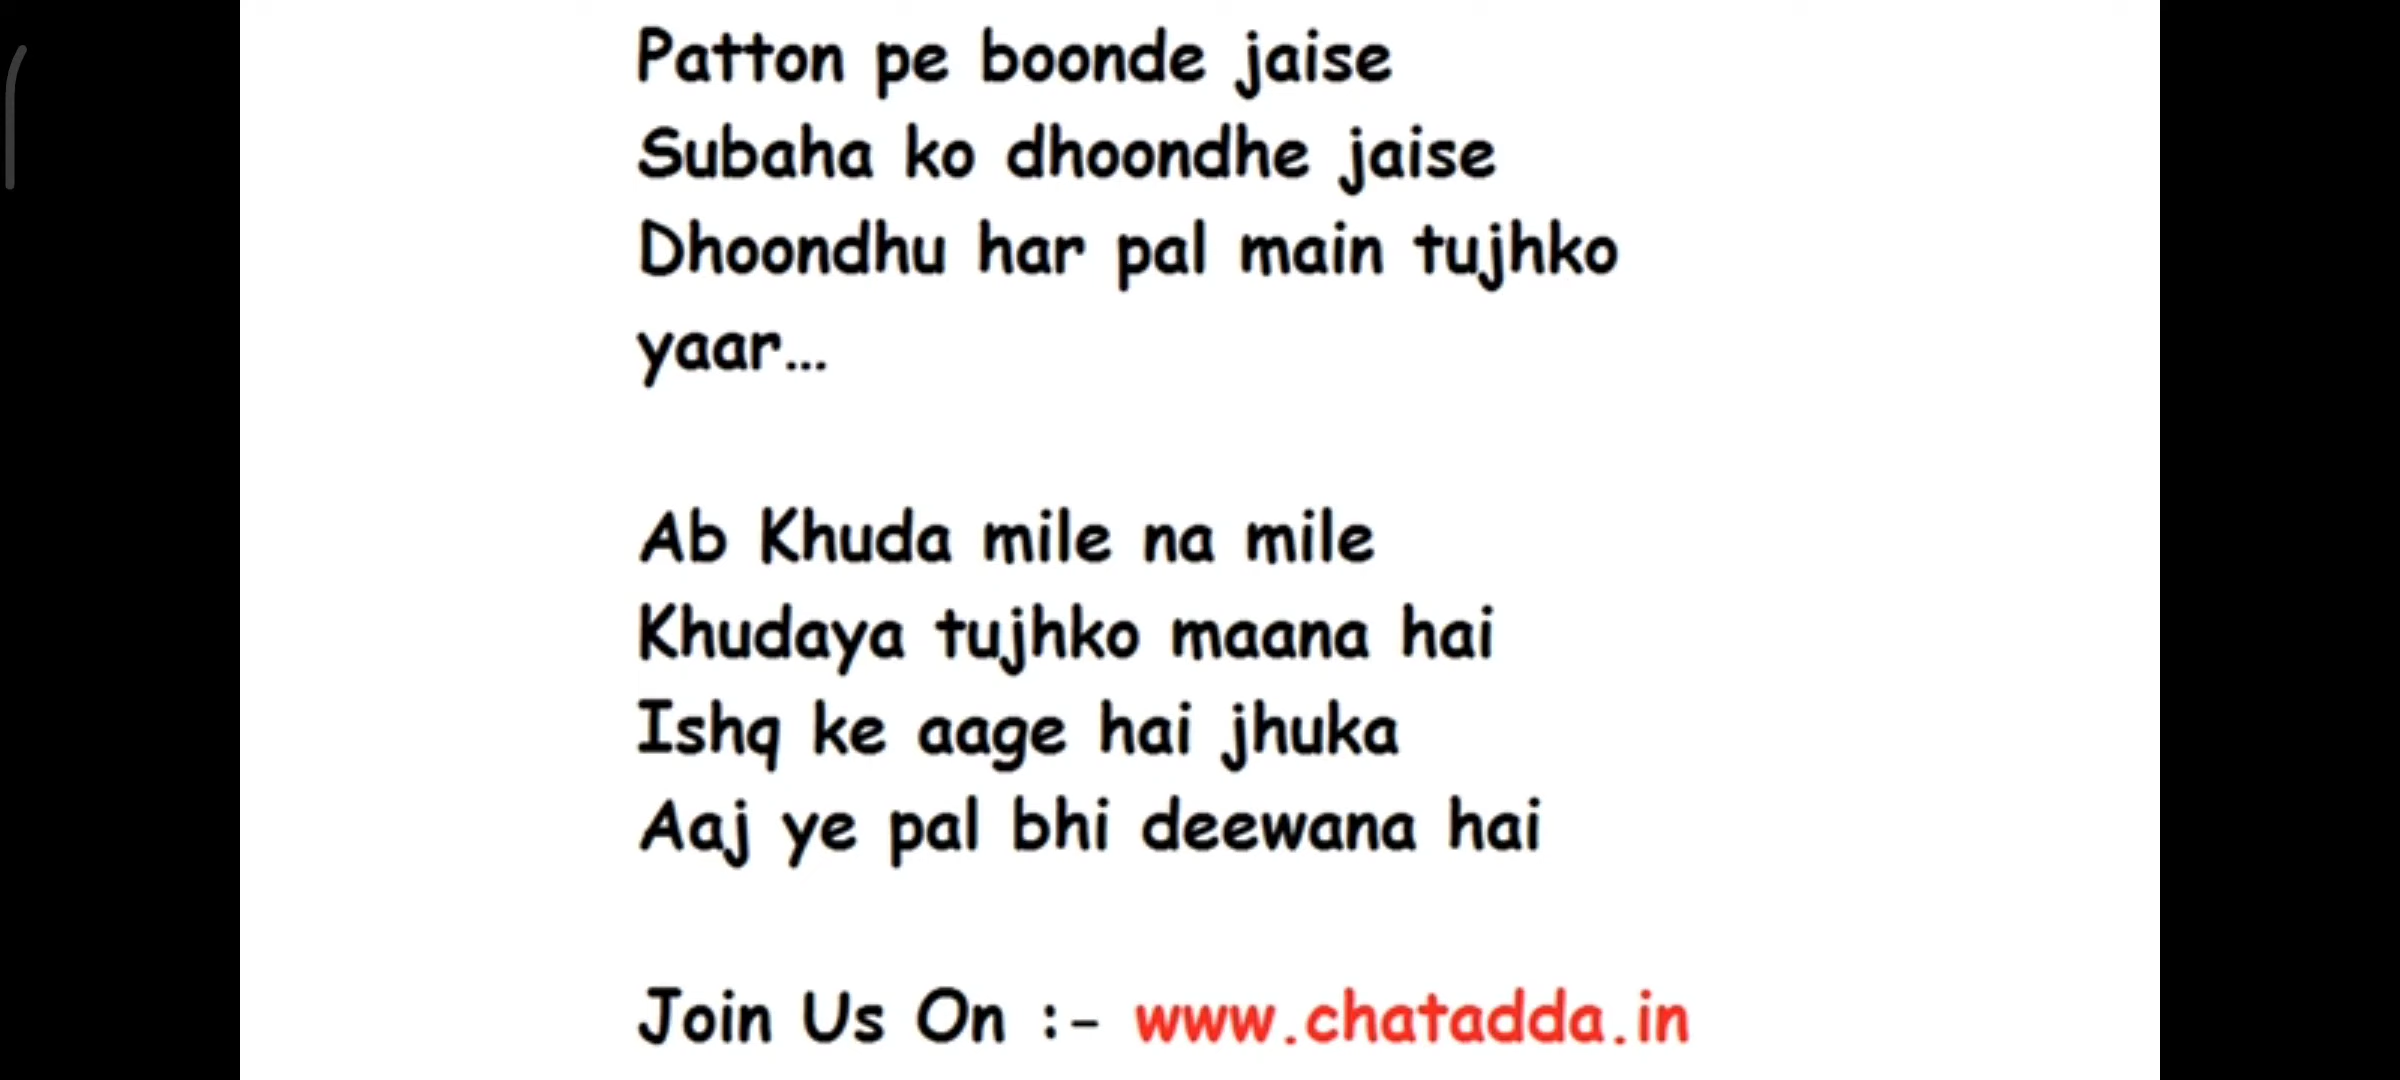 Patton pe boonde jaise
Subaha ko dhoondhe jaise
Dhoondhu har pal main tujhko
yaar...
Ab Khuda mile na mile
Khudaya tujhko maana hai
Ishq ke aage hai jhuka
Aaj ye pal bhi deewana hai
Join Us On :- www.chatadda.in